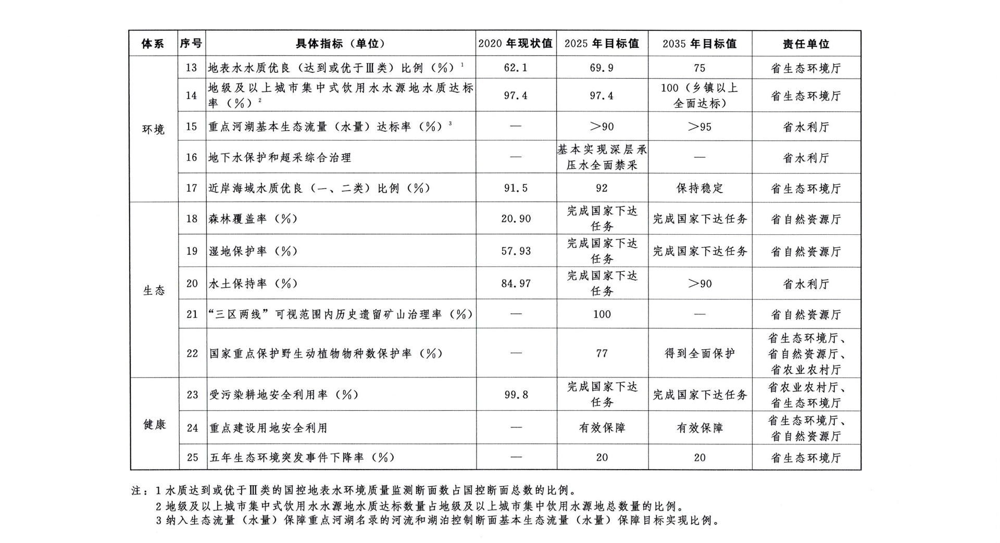 体系 序号 具体指标（单位） 2020 年现状值 2025 年目标值 2035 年目标值 责任单位
环境
13 地表水水质优良（达到或优于Ⅲ类）比例（%）1 62.1 69.9 75 省生态环境厅
14 地级及以上城市集中式饮用水水源地水质达标
率（%）2 97.4 97.4 100（乡镇以上
全面达标） 省生态环境厅
15 重点河湖基本生态流量（水量）达标率（%）3 — ＞90 ＞95 省水利厅
16 地下水保护和超采综合治理 — 基本实现深层承
压水全面禁采 — 省水利厅
17 近岸海域水质优良（一、二类）比例（%） 91.5 92 保持稳定 省生态环境厅
生态
18 森林覆盖率（%） 20.90 完成国家下达
任务 完成国家下达任务 省自然资源厅
19 湿地保护率（%） 57.93 完成国家下达
任务 完成国家下达任务 省自然资源厅
20 水土保持率（%） 84.97 完成国家下达
任务 ＞90 省水利厅
21 “三区两线”可视范围内历史遗留矿山治理率（%） — 100 — 省自然资源厅
22 国家重点保护野生动植物物种数保护率（%） — 77 得到全面保护 省生态环境厅、
省自然资源厅、
省农业农村厅
健康
23 受污染耕地安全利用率（%） 99.8 完成国家下达
任务 完成国家下达任务 省农业农村厅、
省生态环境厅
24 重点建设用地安全利用 — 有效保障 有效保障 省生态环境厅、
省自然资源厅
25 五年生态环境突发事件下降率（%） — 20 20 省生态环境厅
注：1 水质达到或优于Ⅲ类的国控地表水环境质量监测断面数占国控断面总数的比例。
2 地级及以上城市集中式饮用水水源地水质达标数量占地级及以上城市集中饮用水源地总数量的比例。
3 纳入生态流量（水量）保障重点河湖名录的河流和湖泊控制断面基本生态流量（水量）保障目标实现比例。